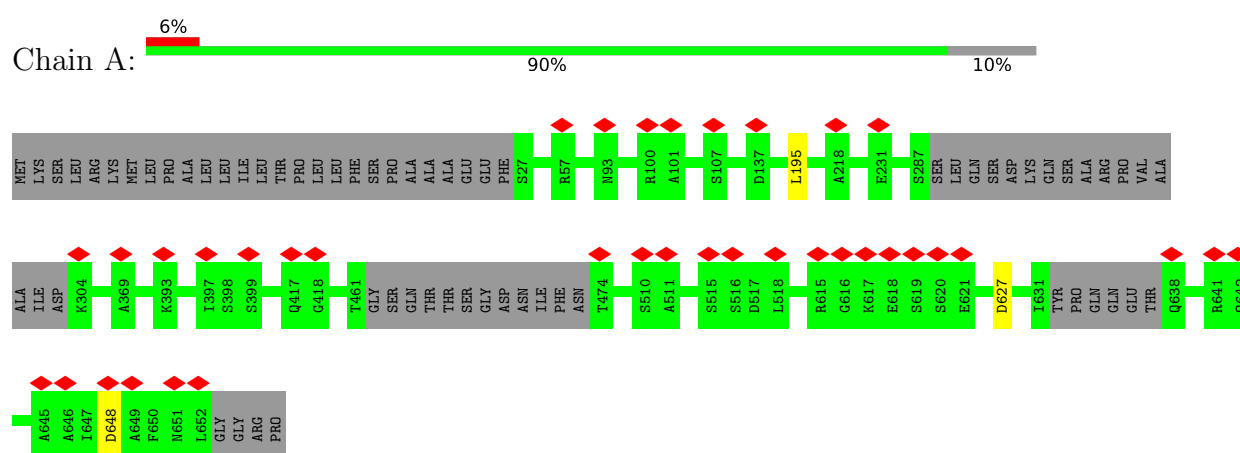 6%
Chain A:
90% 10%
MET LYS SER LEU ARG LYS MET LEU PRO ALA LEU LEU ILE LEU THR PRO LEU LEU PHE SER PRO ALA ALA ALA GLU GLU PHE S27 R57 N93 R100 A101 S107 D137 L195 A218 E231 S287 SER LEU GLN SER ASP LYS GLN SER ALA ARG PRO VAL ALA
ALA ILE ASP K304 A369 K393 I397 S398 S399 Q417 G418 T461 GLY SER GLN THR THR SER GLY ASP ASN ILE PHE ASN T474 S510 A511 S515 S516 D517 L518 R615 G616 K617 E618 S619 S620 E621 D627 I631 TYR PRO GLN GLN GLU THR Q638 R641
A645 A646 I647 D648 A649 F650 N651 L652 GLY GLY ARG PRO